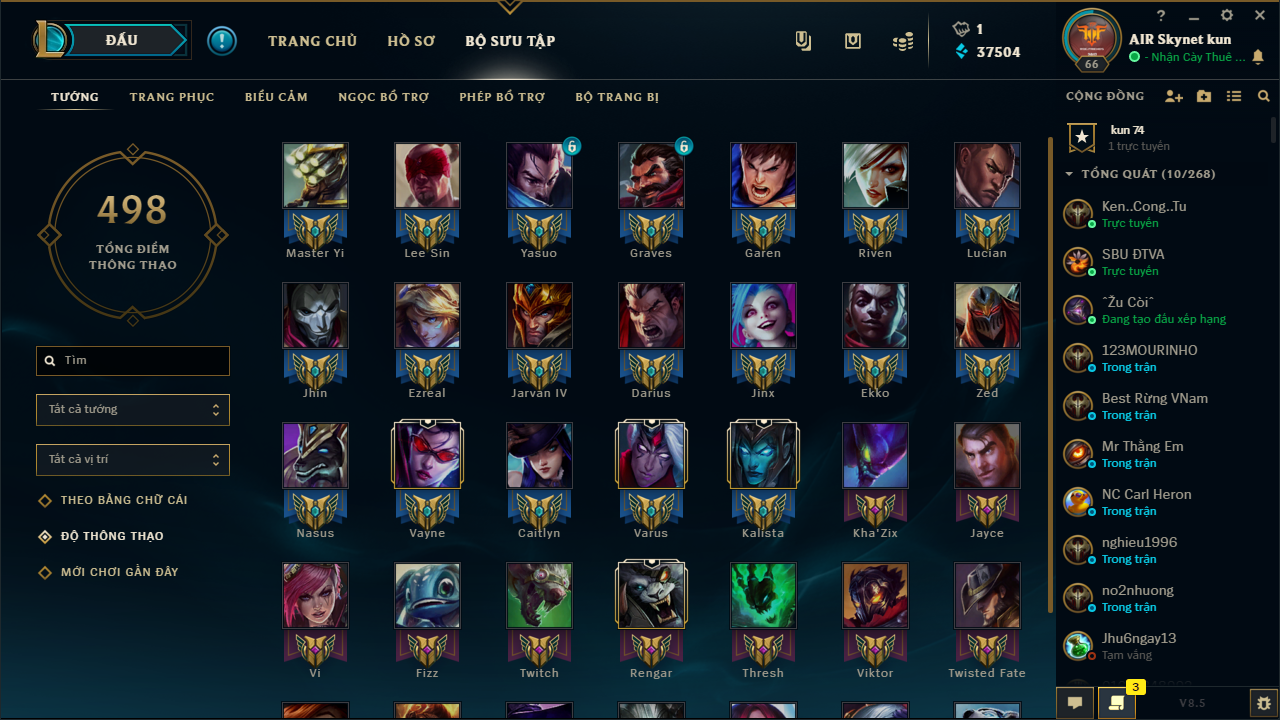 ĐẤU
TRANG CHỦ
HỒ SƠ
BỘ SƯU TẬP
1
37504
66
AIR Skynet kun
- Nhận Cày Thuê ...
TƯỚNG
TRANG PHỤC
BIỂU CẢM
NGỌC BỔ TRỢ
PHÉP BỔ TRỢ
BỘ TRANG BỊ
498
TỔNG ĐIỂM
THÔNG THẠO
Tìm
Tất cả tướng
Tất cả vị trí
THEO BẢNG CHỮ CÁI
ĐỘ THÔNG THẠO
MỚI CHƠI GẦN ĐÂY
6
6
Master Yi
Lee Sin
Yasuo
Graves
Garen
Riven
Lucian
Jhin
Ezreal
Jarvan IV
Darius
Jinx
Ekko
Zed
Nasus
Vayne
Caitlyn
Varus
Kalista
Kha'Zix
Jayce
Vi
Fizz
Twitch
Rengar
Thresh
Viktor
Twisted Fate
CỘNG ĐỒNG
kun 74
1 trực tuyến
TỔNG QUÁT (10/268)
Ken..Cong..Tu
Trực tuyến
SBU ĐTVA
Trực tuyến
ˆŽu Còiˆ
Đang tạo đấu xếp hạng
123MOURINHO
Trong trận
Best Rừng VNam
Trong trận
Mr Thằng Em
Trong trận
NC Carl Heron
Trong trận
nghieu1996
Trong trận
no2nhuong
Trong trận
Jhu6ngay13
Tạm vắng
3
V8.5